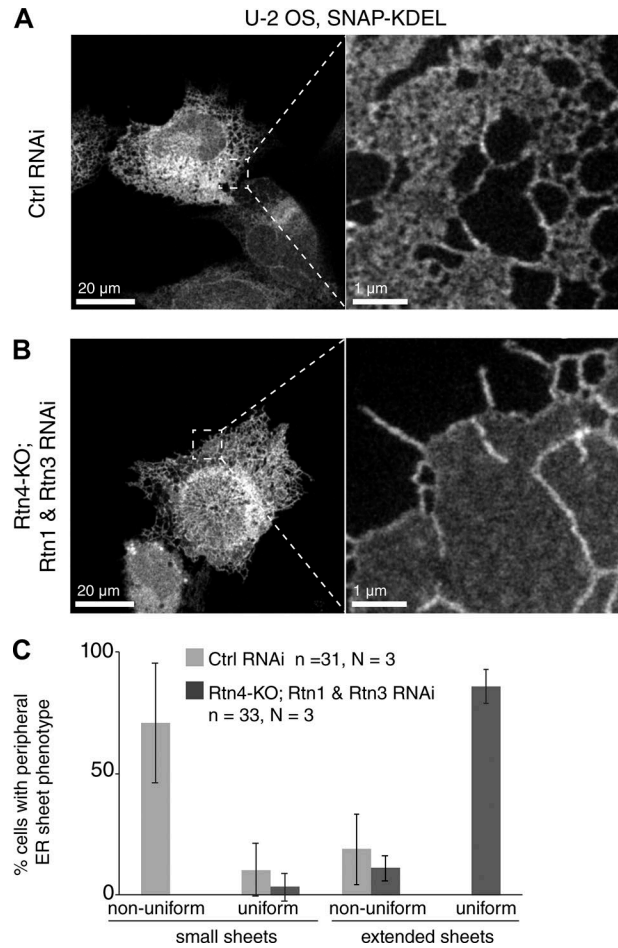 A
U-2 OS, SNAP-KDEL
Ctrl RNAi
20 µm
1 µm
B
Rtn4-KO;
Rtn1 & Rtn3 RNAi
20 µm
1 µm
C
% cells with peripheral
ER sheet phenotype
100
50
0
Ctrl RNAi n =31, N = 3
Rtn4-KO; Rtn1 & Rtn3 RNAi
n = 33, N = 3
non-uniform uniform non-uniform uniform
small sheets extended sheets